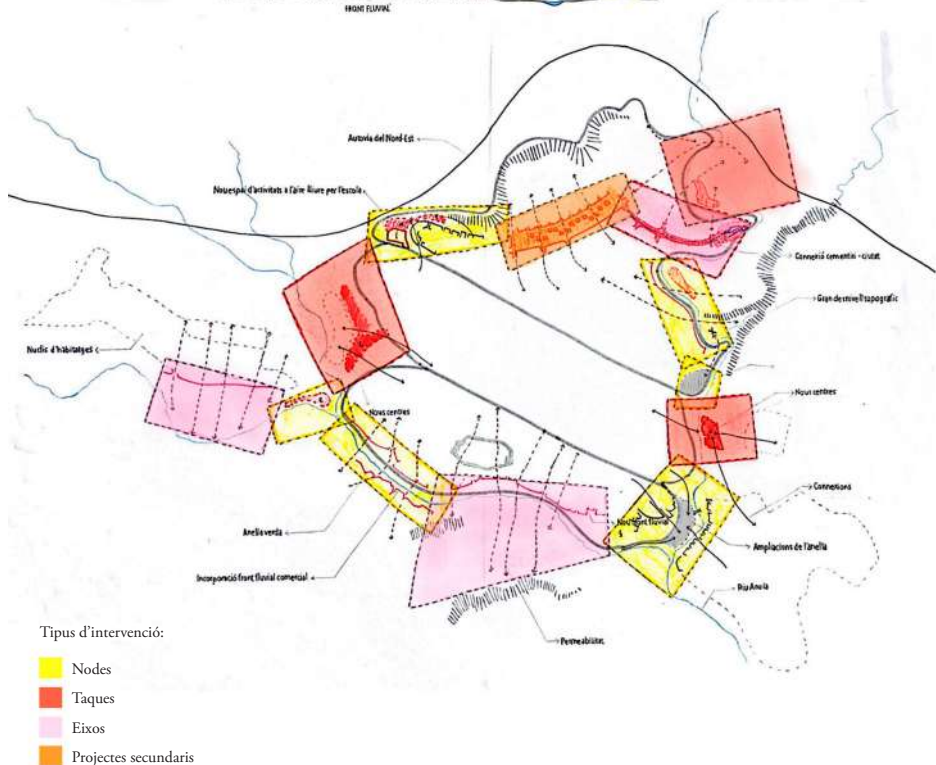 FRONT FLUVIAL
Autovia del Nord-Est
Nou espai d'activitats a l'aire lliure per l'escola
Connexió cementiri - ciutat
Gran desnivell topogràfic
Nuclis d'habitatges
Nous centres
Nous centres
Connexions
Anella verda
Nou front fluvial
Ampliacions de l'anella
Incorporació front fluvial comercial
Riu Anoia
Permeabilitat
Tipus d'intervenció:
Nodes
Taques
Eixos
Projectes secundaris